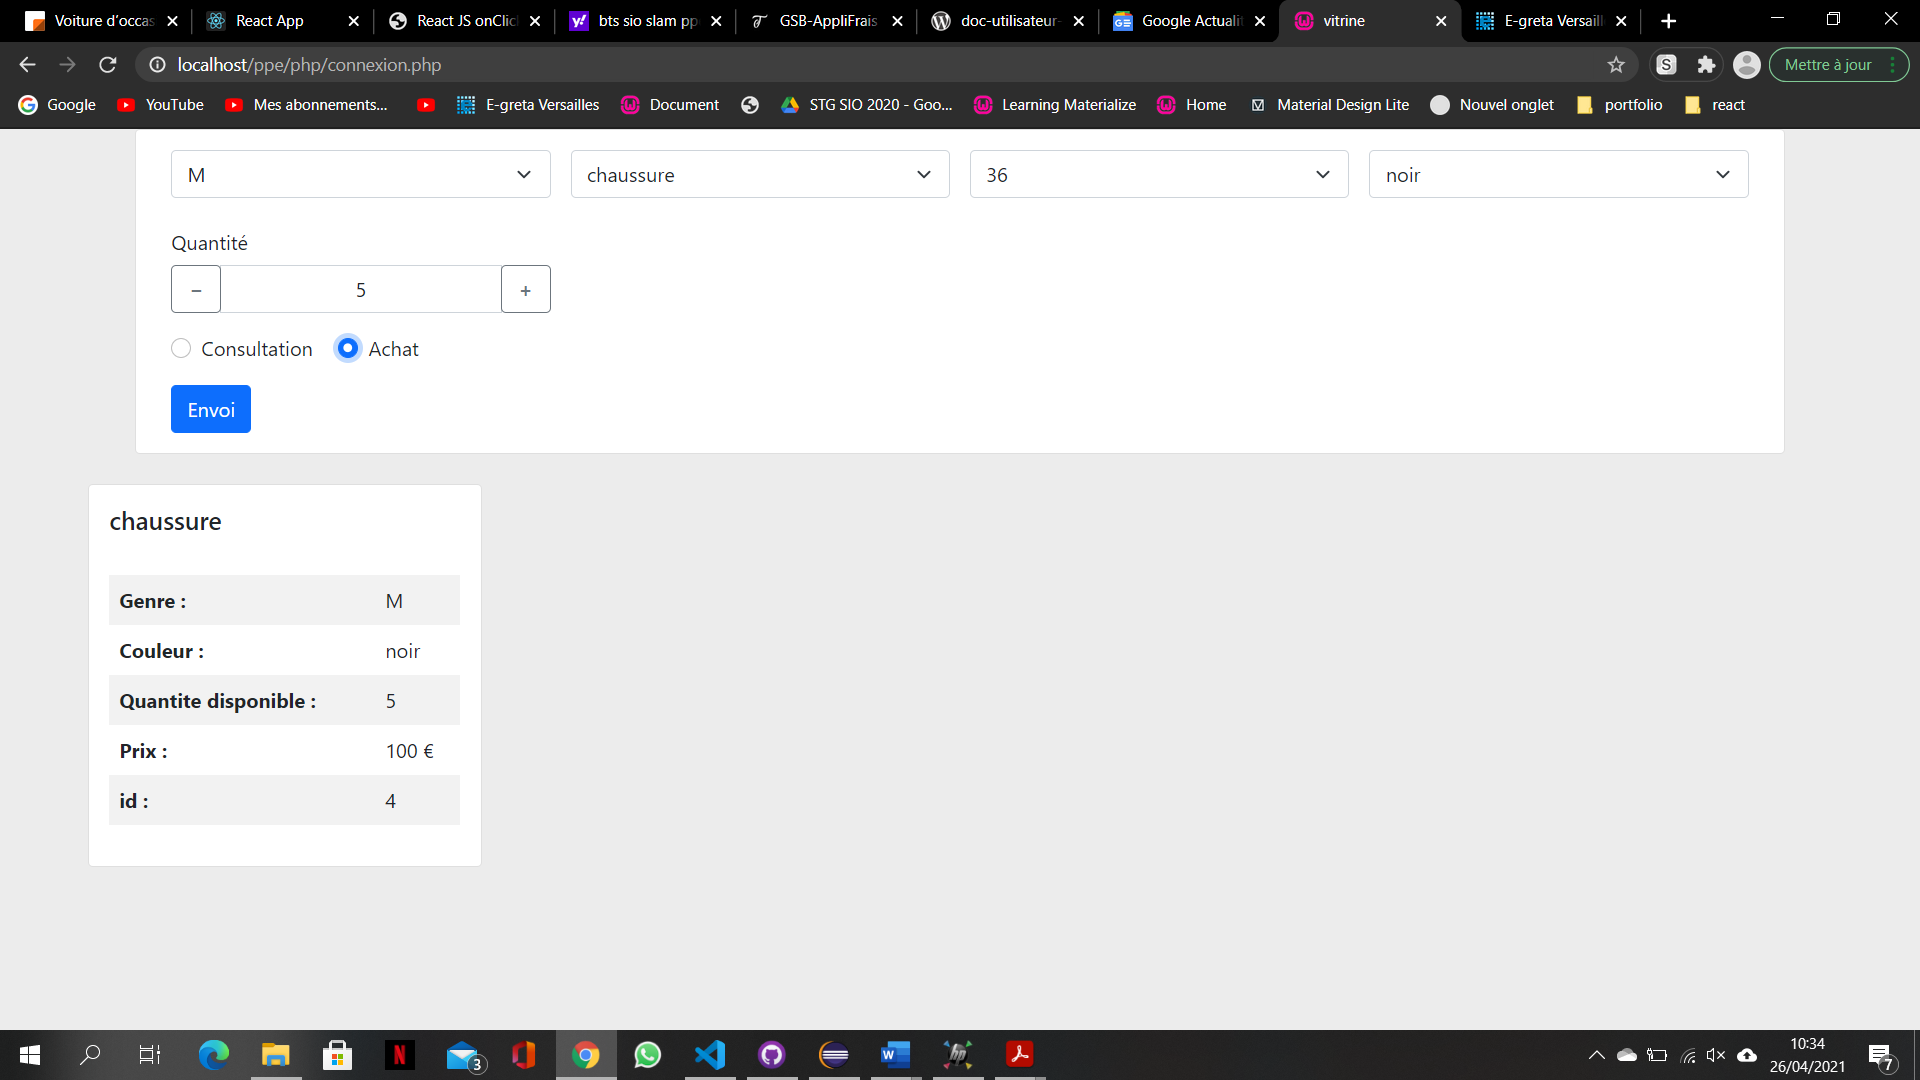 Voiture d'occas
React App
React JS onClic
bts sio slam pp
GSB-AppliFrais
doc-utilisateur-
Google Actualit
vitrine
E-greta Versaill
localhost/ppe/php/connexion.php
Mettre à jour
Google
YouTube
Mes abonnements...
E-greta Versailles
Document
STG SIO 2020 - Goo...
Learning Materialize
Home
Material Design Lite
Nouvel onglet
portfolio
react
M
chaussure
36
noir
Quantité
− 5 +
Consultation
Achat
Envoi
chaussure
Genre : M
Couleur : noir
Quantite disponible : 5
Prix : 100 €
id : 4
3
10:34
26/04/2021
7